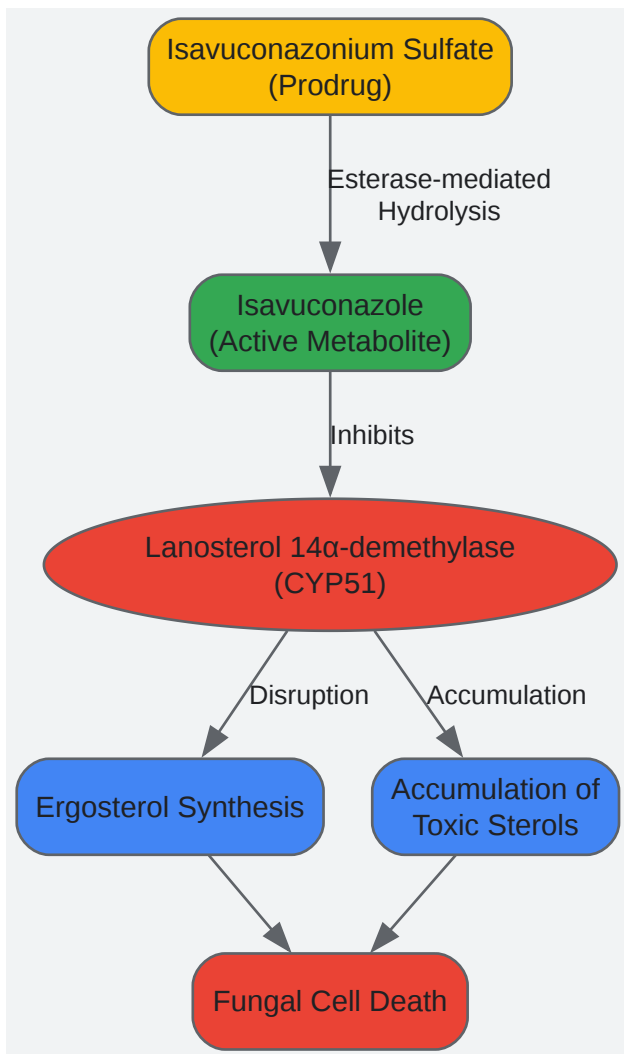 Isavuconazonium Sulfate
(Prodrug)
Esterase-mediated
Hydrolysis
Isavuconazole
(Active Metabolite)
Inhibits
Lanosterol 14α-demethylase
(CYP51)
Disruption
Accumulation
Ergosterol Synthesis
Accumulation of
Toxic Sterols
Fungal Cell Death